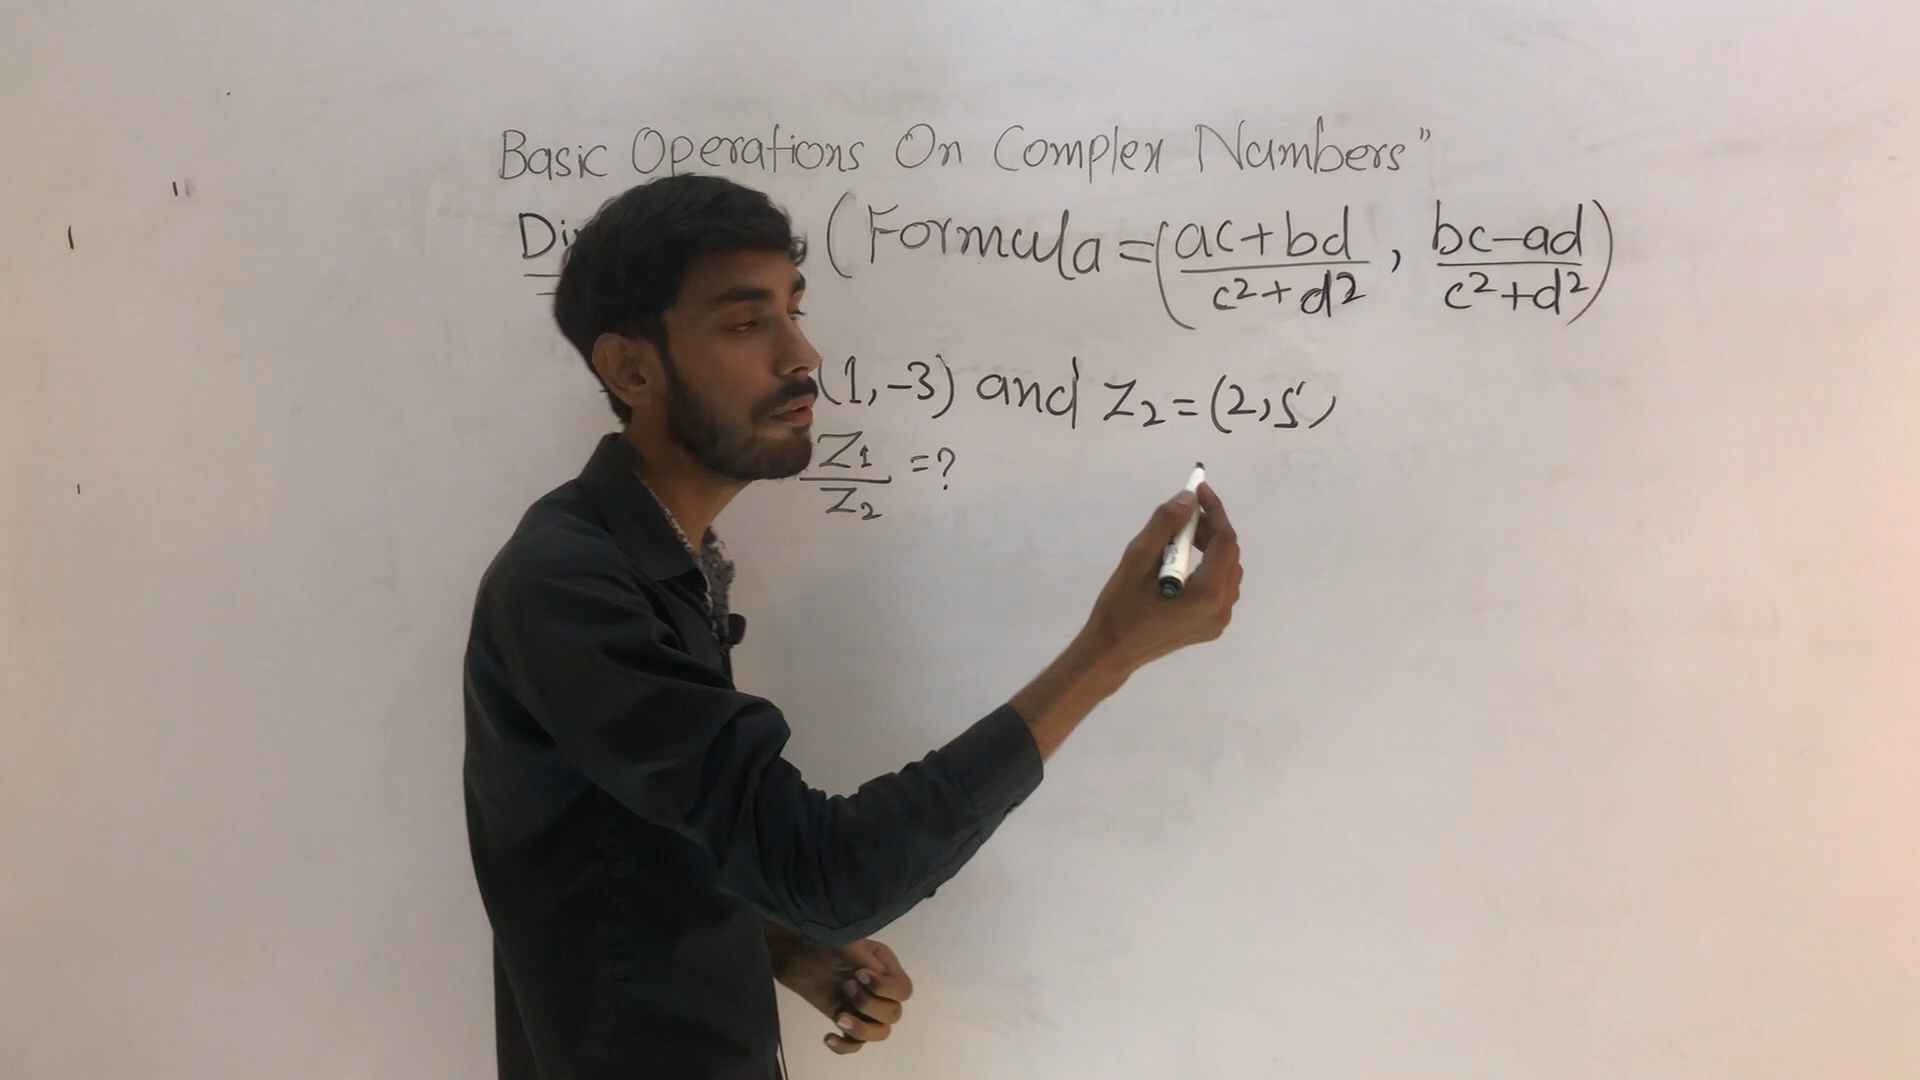 Basic Operations On Complex Numbers"
(Formula = (ac+bd/c²+d², bc-ad/c²+d²)
(1,-3) and Z₂=(2,5)
Z₁/Z₂ =?